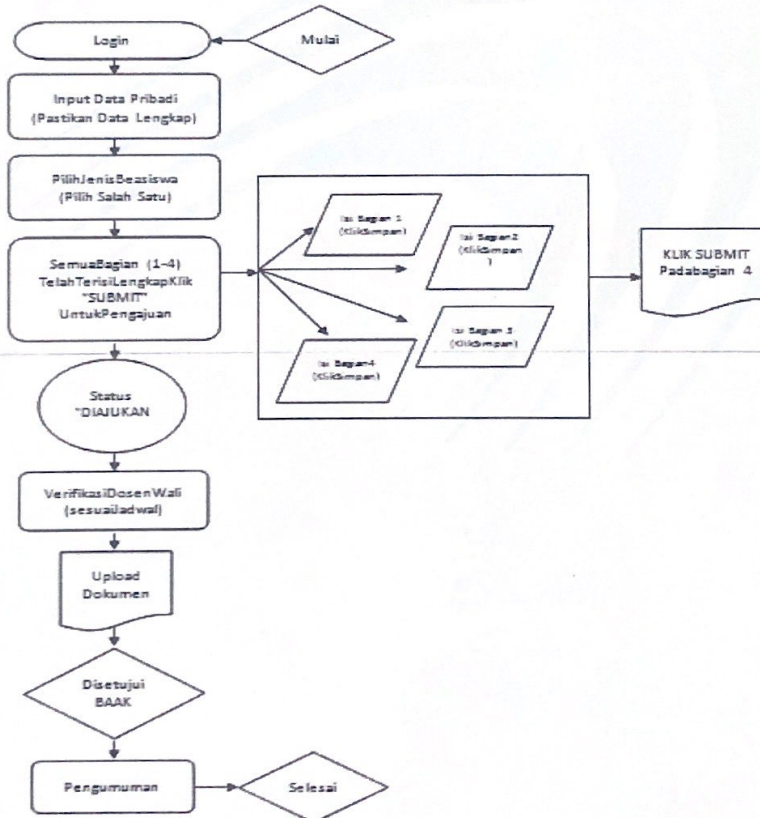 Mulai
Login
Input Data Pribadi
(Pastikan Data Lengkap)
PilihJenisBeasiswa
(Pilih Salah Satu)
SemuaBagian (1-4)
TelahTerisiLengkapKlik
"SUBMIT"
UntukPengajuan
Isi Bagian 1
(KlikSimpan)
Isi Bagian2
(KlikSimpan
)
Isi Bagian 3
(KlikSimpan)
Isi Bagian4
(KlikSimpan)
KLIK SUBMIT
Padabagian 4
Status
"DIAJUKAN
VerifikasiDosenWali
(sesuaiJadwal)
Upload
Dokumen
Disetujui
BAAK
Pengumuman
Selesai